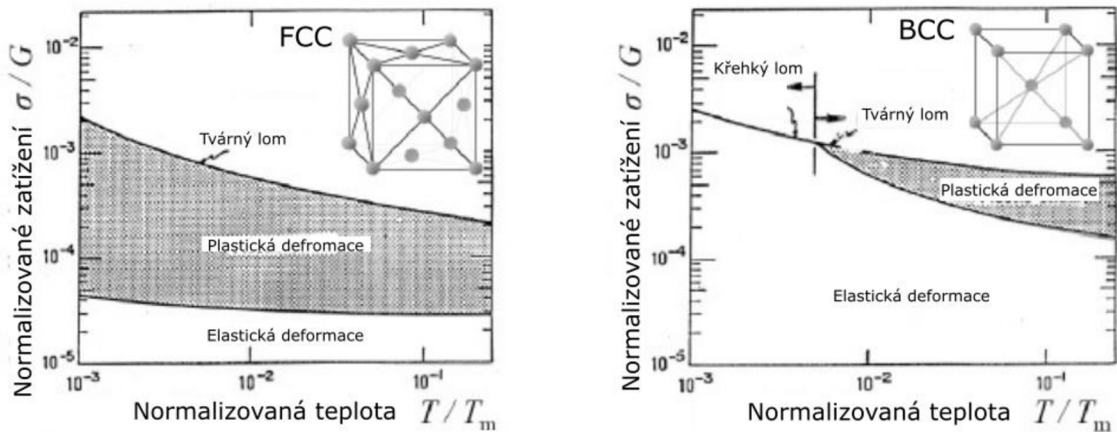 FCC
Normalizované zatížení σ / G
10⁻²
10⁻³
10⁻⁴
10⁻⁵
Tvárný lom
Plastická defromace
Elastická deformace
10⁻³
10⁻²
10⁻¹
Normalizovaná teplota T / Tₘ
BCC
Normalizované zatížení σ / G
10⁻²
10⁻³
10⁻⁴
10⁻⁵
Křehký lom
Tvárný lom
Plastická defromace
Elastická deformace
10⁻³
10⁻²
10⁻¹
Normalizovaná teplota T / Tₘ